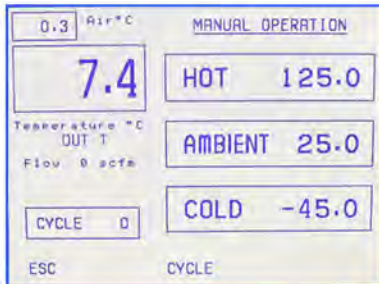 0.3 Air°C
7.4
Temperature °C
OUT T
Flow 0 scfm
CYCLE 0
ESC
MANUAL OPERATION
HOT 125.0
AMBIENT 25.0
COLD -45.0
CYCLE